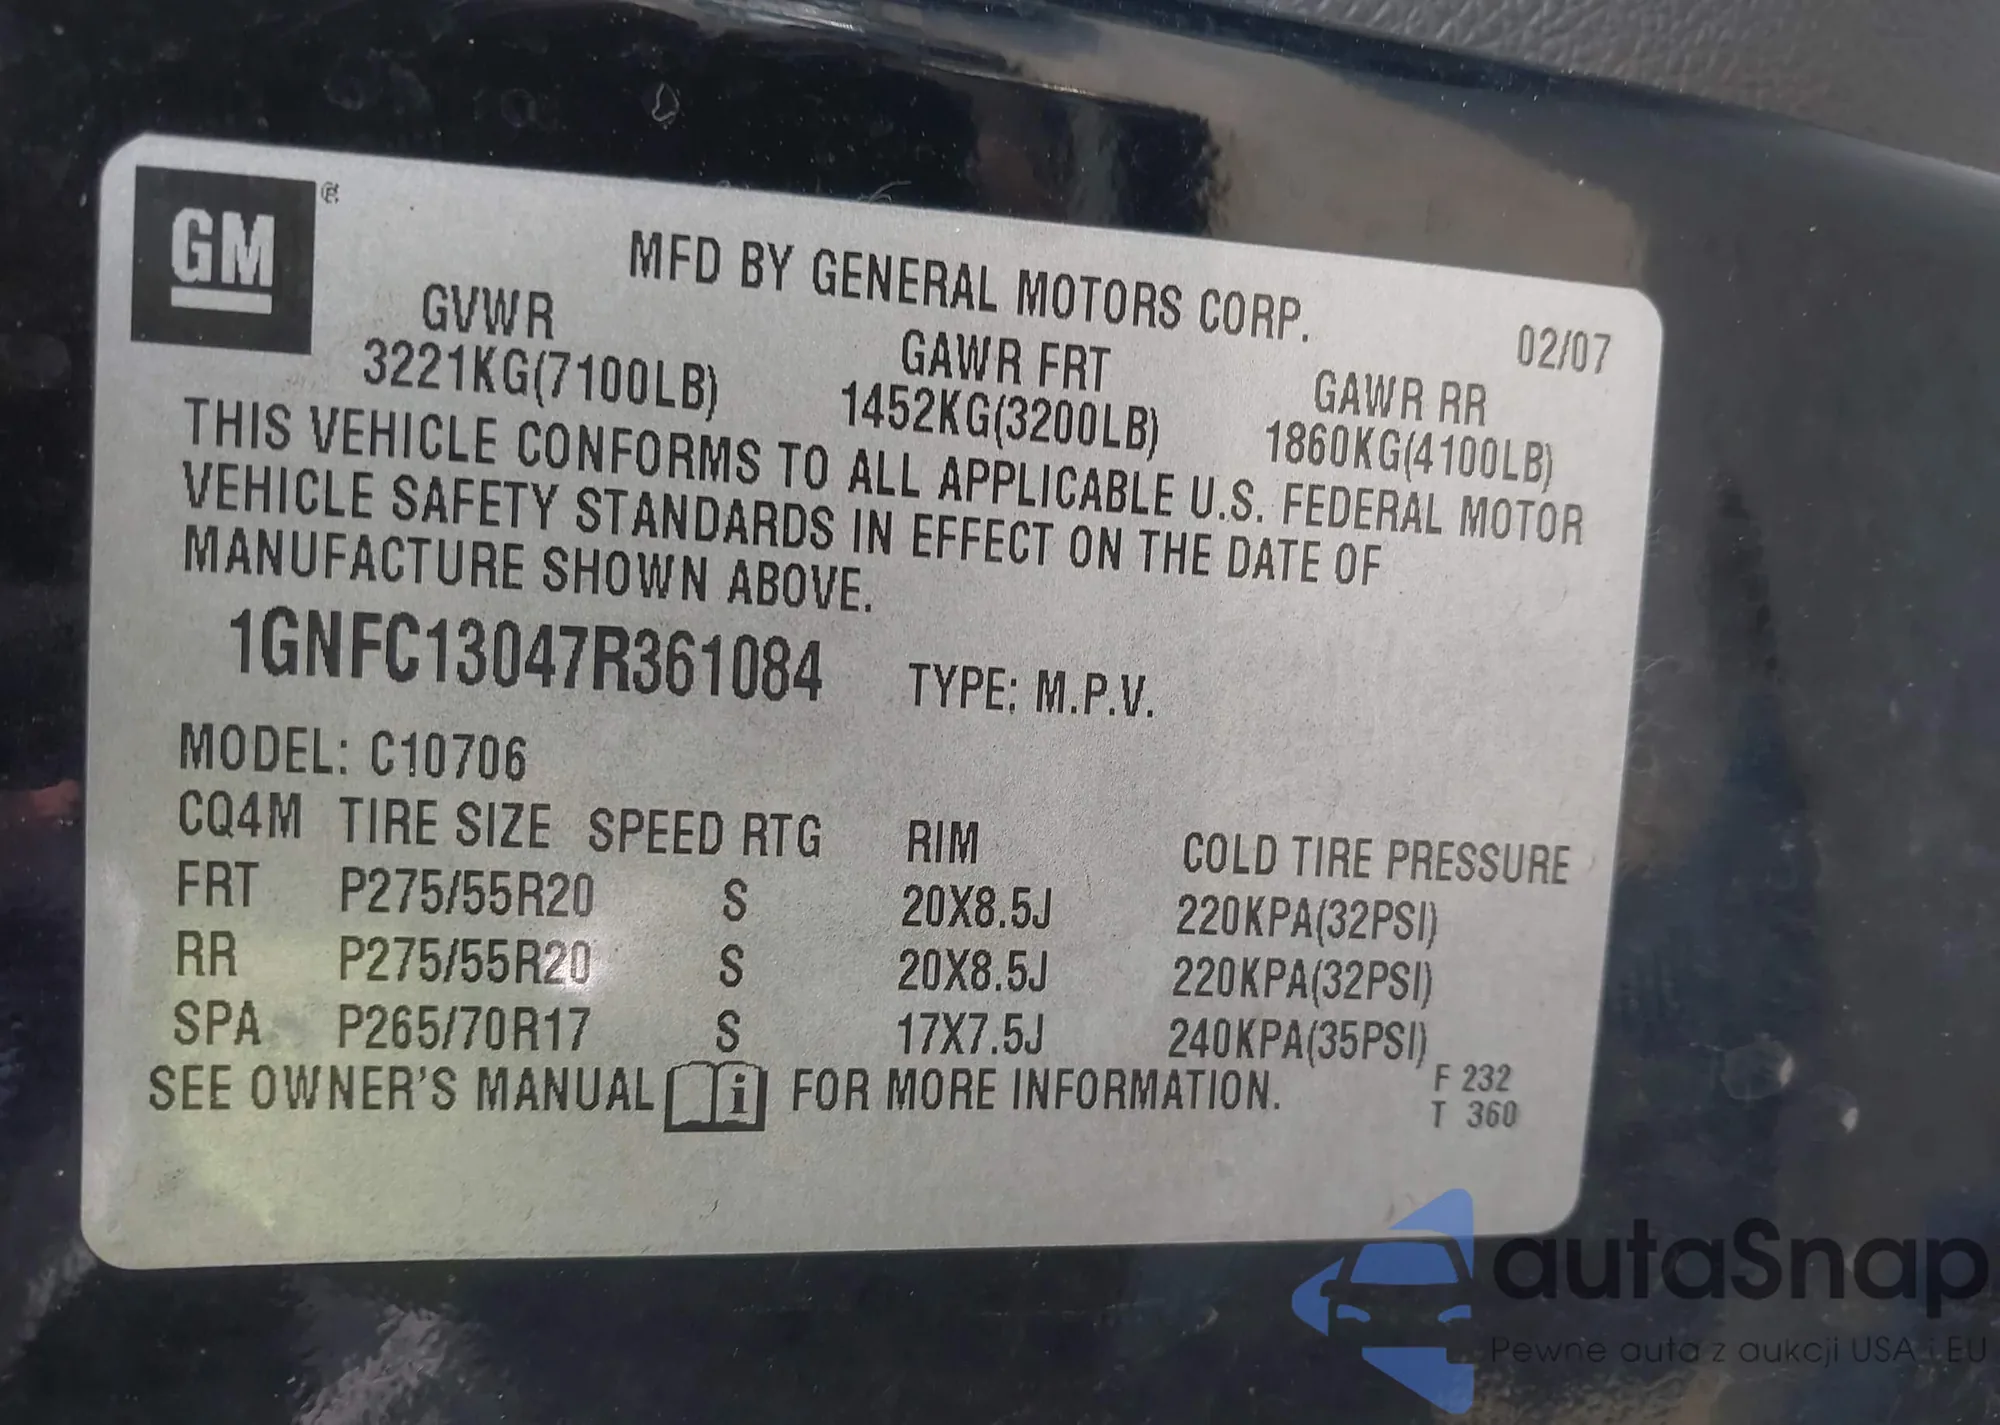 GM ®
MFD BY GENERAL MOTORS CORP.
02/07
GVWR GAWR FRT GAWR RR
3221KG(7100LB) 1452KG(3200LB) 1860KG(4100LB)
THIS VEHICLE CONFORMS TO ALL APPLICABLE U.S. FEDERAL MOTOR
VEHICLE SAFETY STANDARDS IN EFFECT ON THE DATE OF
MANUFACTURE SHOWN ABOVE.
1GNFC13047R361084 TYPE: M.P.V.
MODEL: C10706
CQ4M TIRE SIZE SPEED RTG RIM COLD TIRE PRESSURE
FRT P275/55R20 S 20X8.5J 220KPA(32PSI)
RR P275/55R20 S 20X8.5J 220KPA(32PSI)
SPA P265/70R17 S 17X7.5J 240KPA(35PSI)
SEE OWNER'S MANUAL i FOR MORE INFORMATION.
F 232
T 360
autaSnap
Pewne auta z aukcji USA i EU